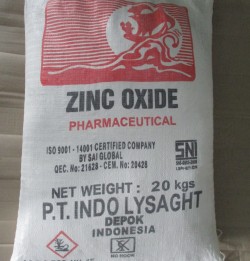 ZINC OXIDE
PHARMACEUTICAL
ISO 9001 - 14001 CERTIFIED COMPANY
BY SAI GLOBAL
QEC. No: 21628 - CEM. No: 20428
SNI
NET WEIGHT : 20 kgs
P.T. INDO LYSAGHT
DEPOK
INDONESIA